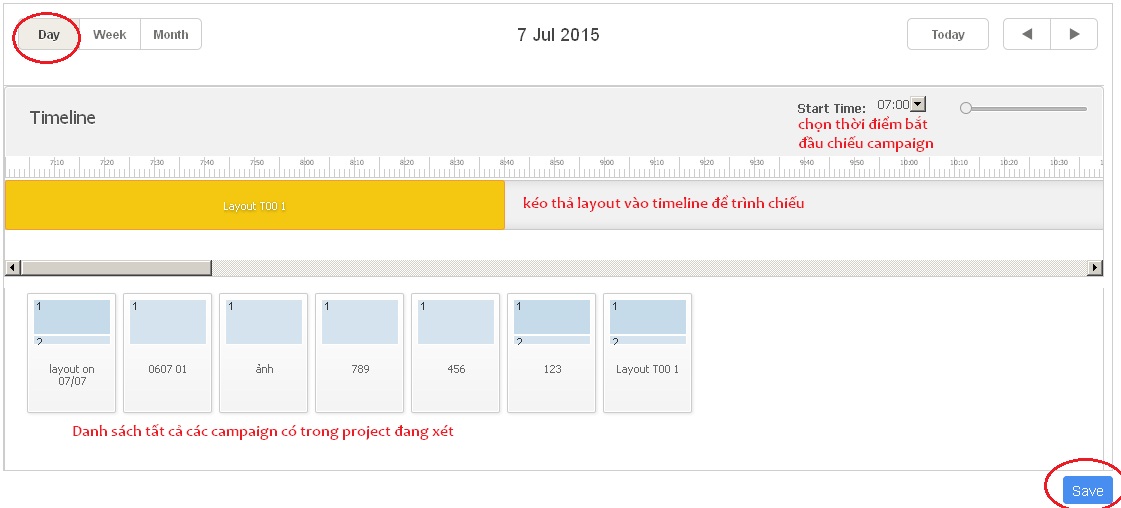 Day Week Month 7 Jul 2015 Today
Timeline Start Time: 07:00
chọn thời điểm bắt
đầu chiếu campaign
7:10 7:20 7:30 7:40 7:50 8:00 8:10 8:20 8:30 8:40 8:50 9:00 9:10 9:20 9:30 9:40 9:50 10:00 10:10 10:20 10:30 1
Layout T00 1 kéo thả layout vào timeline để trình chiếu
1 1 1 1 1 1 1
2 2 2
layout on 0607 01 ảnh 789 456 123 Layout T00 1
07/07
Danh sách tất cả các campaign có trong project đang xét
Save